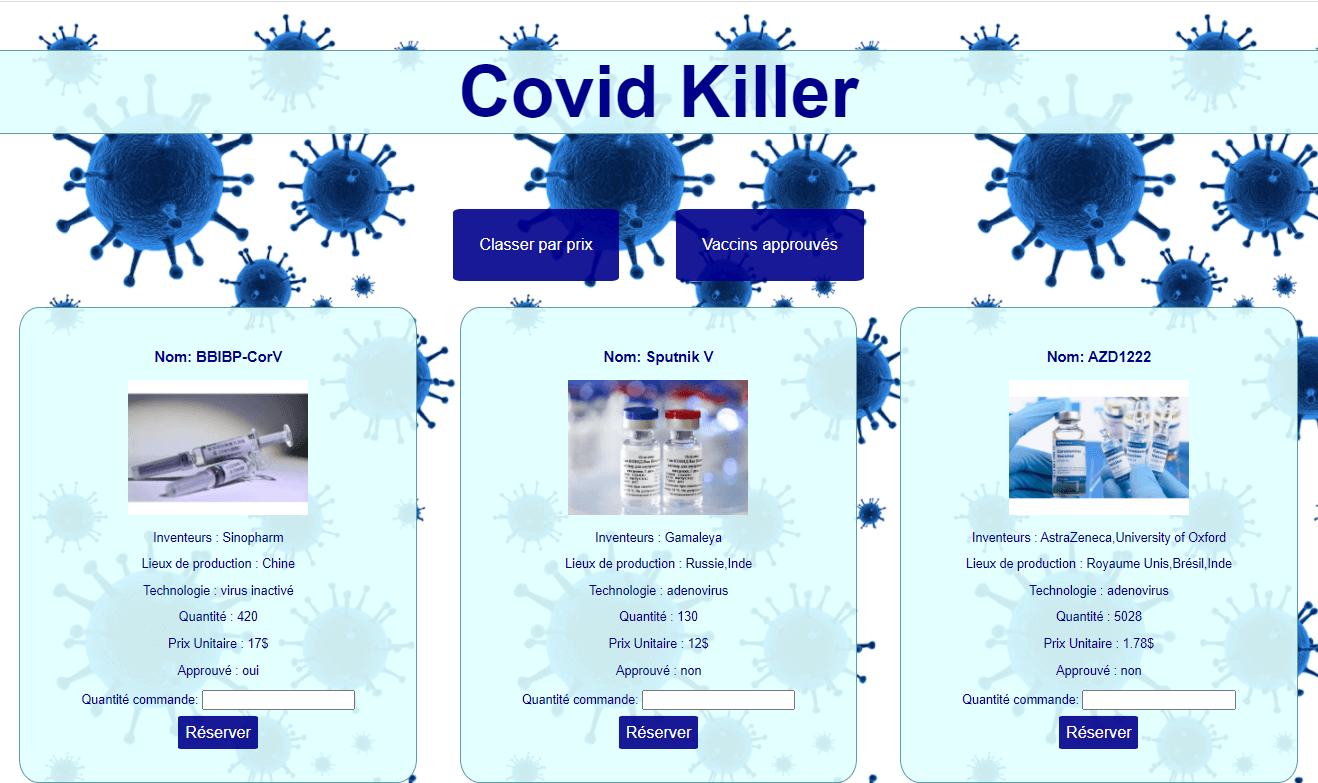 Covid Killer
Classer par prix
Vaccins approuvés
Nom: BBIBP-CorV
Inventeurs : Sinopharm
Lieux de production : Chine
Technologie : virus inactivé
Quantité : 420
Prix Unitaire : 17$
Approuvé : oui
Quantité commande:
Réserver
Nom: Sputnik V
Inventeurs : Gamaleya
Lieux de production : Russie,Inde
Technologie : adenovirus
Quantité : 130
Prix Unitaire : 12$
Approuvé : non
Quantité commande:
Réserver
Nom: AZD1222
Coronavirus
Vaccine
Inventeurs : AstraZeneca,University of Oxford
Lieux de production : Royaume Unis,Brésil,Inde
Technologie : adenovirus
Quantité : 5028
Prix Unitaire : 1.78$
Approuvé : non
Quantité commande:
Réserver